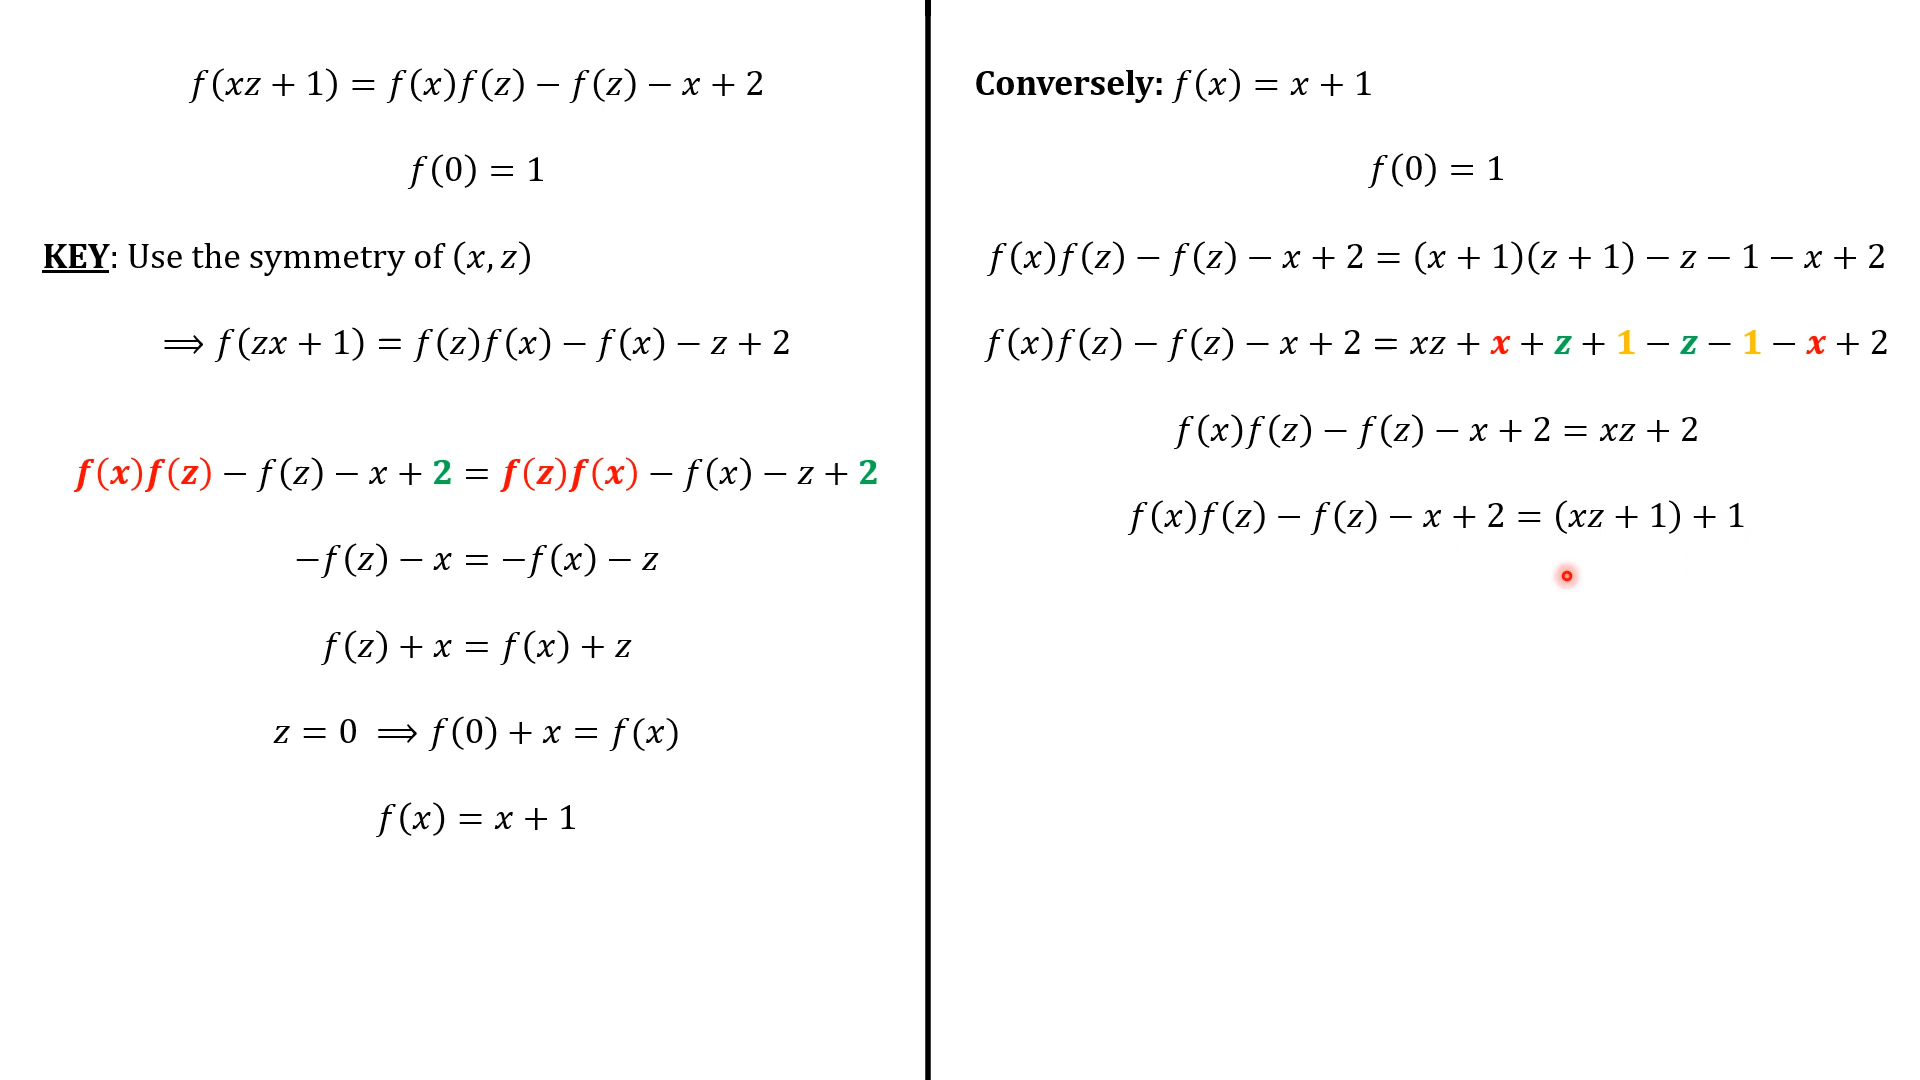 f(xz + 1) = f(x)f(z) − f(z) − x + 2
f(0) = 1
KEY: Use the symmetry of (x, z)
⟹ f(zx + 1) = f(z)f(x) − f(x) − z + 2
f(x)f(z) − f(z) − x + 2 = f(z)f(x) − f(x) − z + 2
−f(z) − x = −f(x) − z
f(z) + x = f(x) + z
z = 0 ⟹ f(0) + x = f(x)
f(x) = x + 1
Conversely: f(x) = x + 1
f(0) = 1
f(x)f(z) − f(z) − x + 2 = (x + 1)(z + 1) − z − 1 − x + 2
f(x)f(z) − f(z) − x + 2 = xz + x + z + 1 − z − 1 − x + 2
f(x)f(z) − f(z) − x + 2 = xz + 2
f(x)f(z) − f(z) − x + 2 = (xz + 1) + 1